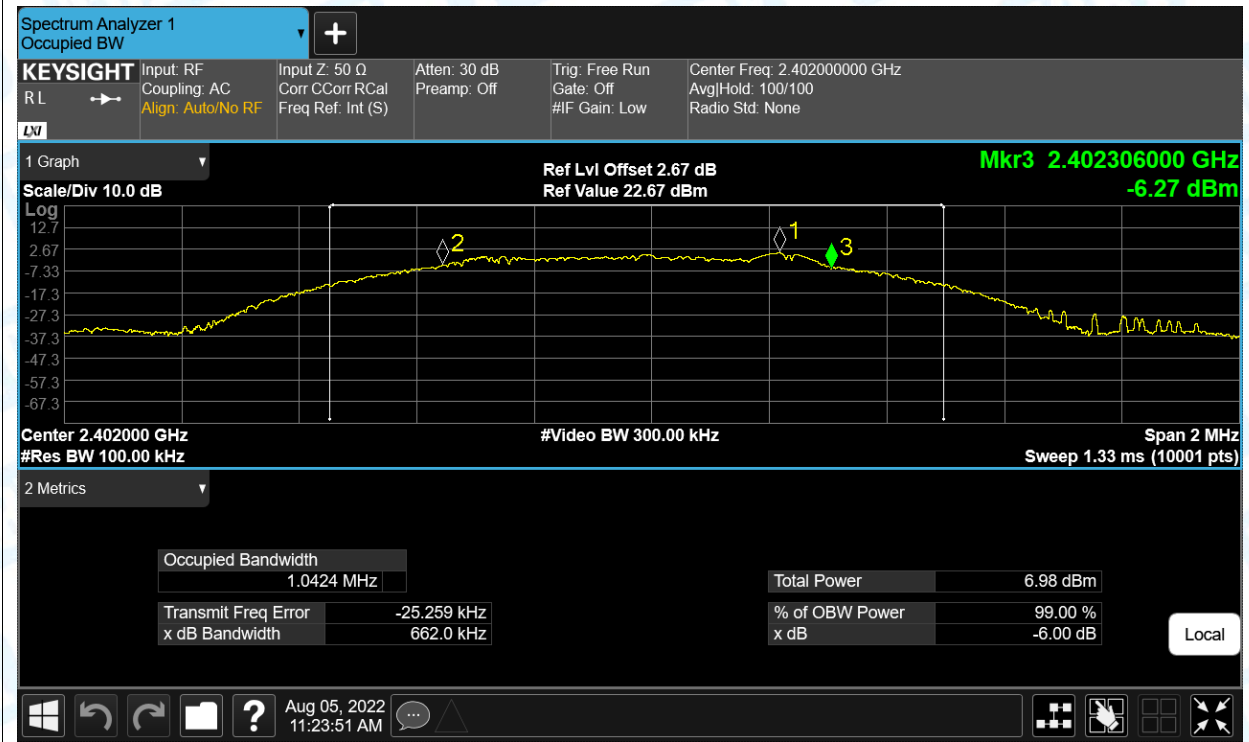 Spectrum Analyzer 1
Occupied BW
KEYSIGHT
R L
LXI
Input: RF
Coupling: AC
Align: Auto/No RF
Input Z: 50 Ω
Corr CCorr RCal
Freq Ref: Int (S)
Atten: 30 dB
Preamp: Off
Trig: Free Run
Gate: Off
#IF Gain: Low
Center Freq: 2.402000000 GHz
Avg|Hold: 100/100
Radio Std: None
1 Graph
Scale/Div 10.0 dB
Ref Lvl Offset 2.67 dB
Ref Value 22.67 dBm
Mkr3 2.402306000 GHz
-6.27 dBm
Log
12.7
2.67
-7.33
-17.3
-27.3
-37.3
-47.3
-57.3
-67.3
2
1
3
Center 2.402000 GHz
#Video BW 300.00 kHz
Span 2 MHz
#Res BW 100.00 kHz
Sweep 1.33 ms (10001 pts)
2 Metrics
Occupied Bandwidth
1.0424 MHz
Transmit Freq Error -25.259 kHz
x dB Bandwidth 662.0 kHz
Total Power 6.98 dBm
% of OBW Power 99.00 %
x dB -6.00 dB
Local
?
Aug 05, 2022
11:23:51 AM